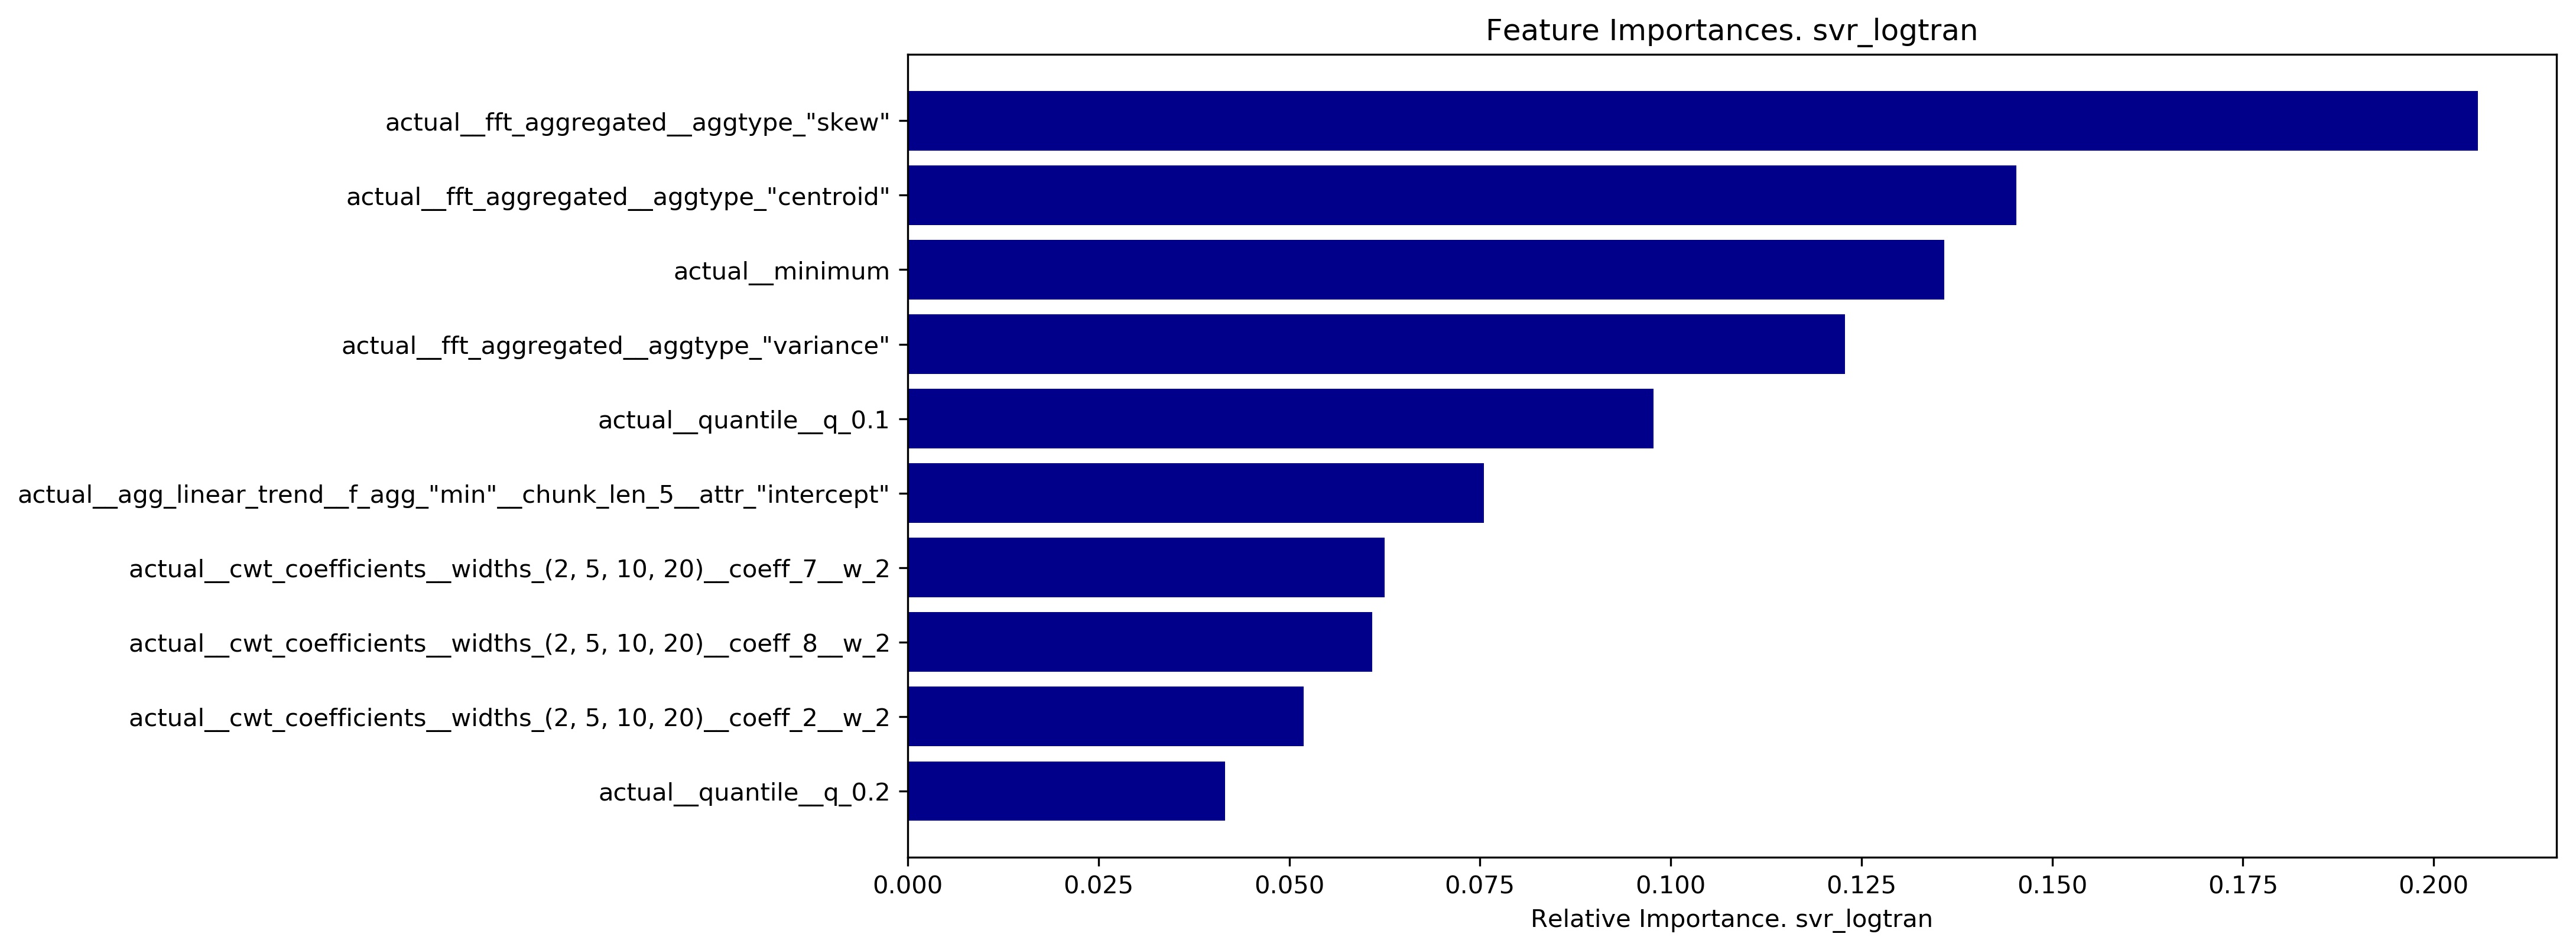 Feature Importances. svr_logtran
actual__fft_aggregated__aggtype_"skew"
actual__fft_aggregated__aggtype_"centroid"
actual__minimum
actual__fft_aggregated__aggtype_"variance"
actual__quantile__q_0.1
actual__agg_linear_trend__f_agg_"min"__chunk_len_5__attr_"intercept"
actual__cwt_coefficients__widths_(2, 5, 10, 20)__coeff_7__w_2
actual__cwt_coefficients__widths_(2, 5, 10, 20)__coeff_8__w_2
actual__cwt_coefficients__widths_(2, 5, 10, 20)__coeff_2__w_2
actual__quantile__q_0.2
0.000 0.025 0.050 0.075 0.100 0.125 0.150 0.175 0.200
Relative Importance. svr_logtran